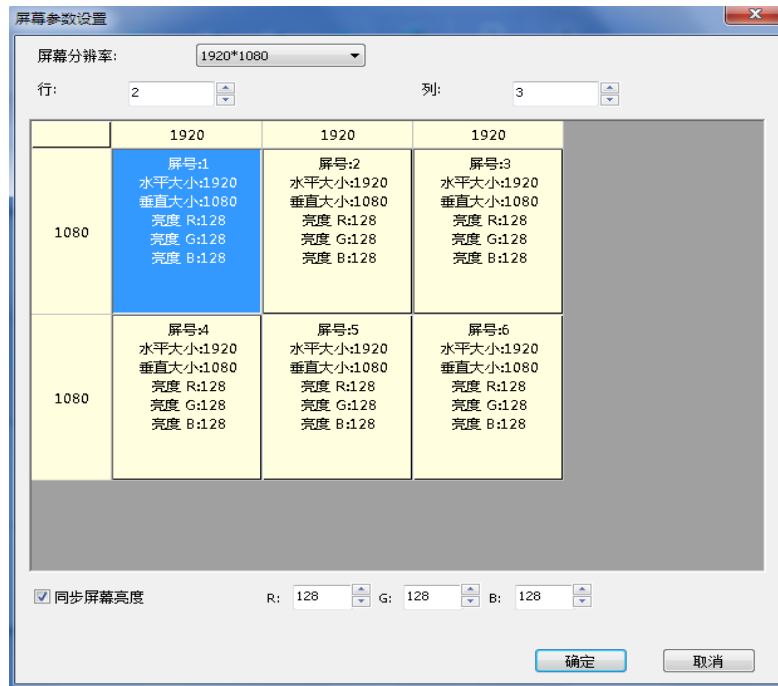 屏幕参数设置
屏幕分辨率: 1920*1080
行: 2 列: 3
1920 1920 1920
1080
屏号:1
水平大小:1920
垂直大小:1080
亮度 R:128
亮度 G:128
亮度 B:128
屏号:2
水平大小:1920
垂直大小:1080
亮度 R:128
亮度 G:128
亮度 B:128
屏号:3
水平大小:1920
垂直大小:1080
亮度 R:128
亮度 G:128
亮度 B:128
1080
屏号:4
水平大小:1920
垂直大小:1080
亮度 R:128
亮度 G:128
亮度 B:128
屏号:5
水平大小:1920
垂直大小:1080
亮度 R:128
亮度 G:128
亮度 B:128
屏号:6
水平大小:1920
垂直大小:1080
亮度 R:128
亮度 G:128
亮度 B:128
同步屏幕亮度 R: 128 G: 128 B: 128
确定 取消